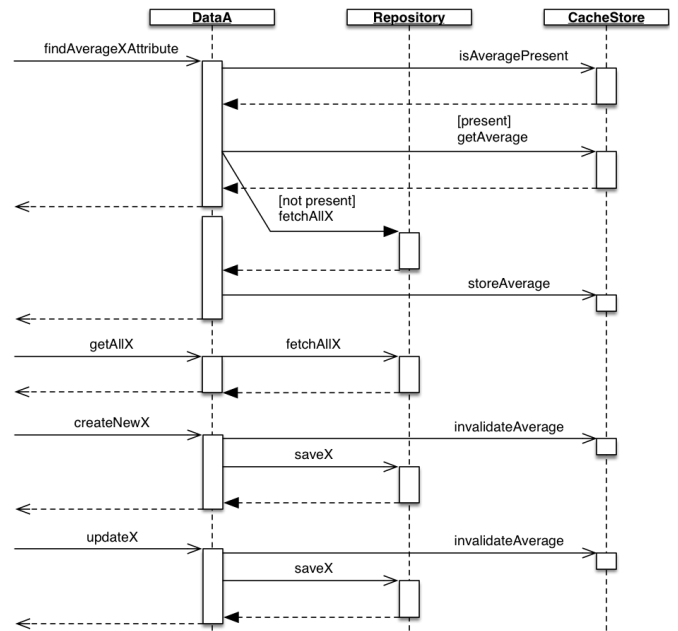 DataA
Repository
CacheStore
findAverageXAttribute
isAveragePresent
[present]
getAverage
[not present]
fetchAllX
storeAverage
getAllX
fetchAllX
createNewX
invalidateAverage
saveX
updateX
invalidateAverage
saveX